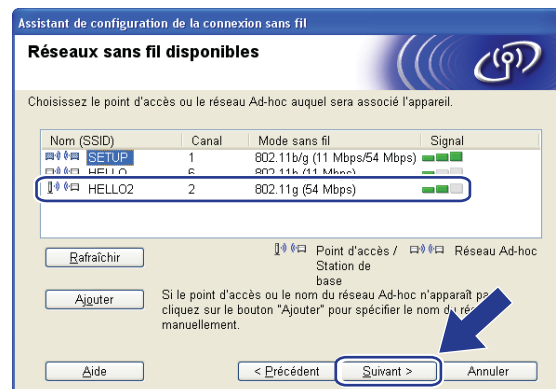 Assistant de configuration de la connexion sans fil
Réseaux sans fil disponibles
Choisissez le point d'accès ou le réseau Ad-hoc auquel sera associé l'appareil.
Nom (SSID) Canal Mode sans fil Signal
SETUP 1 802.11b/g (11 Mbps/54 Mbps)
HELLO 6 802.11b (11 Mbps)
HELLO2 2 802.11g (54 Mbps)
Rafraîchir
Point d'accès / Station de base
Réseau Ad-hoc
Ajouter
Si le point d'accès ou le nom du réseau Ad-hoc n'apparaît
cliquez sur le bouton "Ajouter" pour spécifier le nom du
manuellement.
Aide
< Précédent
Suivant >
Annuler